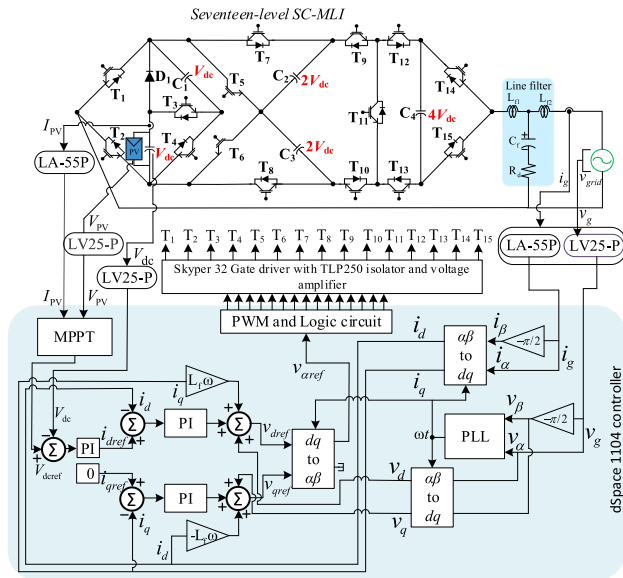 Seventeen-level SC-MLI
T1
D1
C1
Vdc
T5
T7
C2
2Vdc
T9
T12
T14
T3
T11
C4
4Vdc
T2
PV
T4
Vdc
T6
C3
2Vdc
T15
T8
T10
T13
Line filter
Lf1
Lf2
Cf
Rd
IPV
LA-55P
VPV
LV25-P
Vdc
LV25-P
ig
vgrid
vg
LA-55P
LV25-P
T1 T2 T3 T4 T5 T6 T7 T8 T9 T10 T11 T12 T13 T14 T15
Skyper 32 Gate driver with TLP250 isolator and voltage
amplifier
PWM and Logic circuit
IPV
VPV
MPPT
vαref
id
iq
αβ
to
dq
iβ
iα
-π/2
ig
Vdc
Vdcref
Σ
PI
id
idref
Σ
PI
iq
Lfω
Σ
vdref
0
iqref
iq
Σ
PI
Σ
vqref
id
-Lfω
dq
to
αβ
ωt
PLL
vβ
vα
-π/2
vg
vd
vq
αβ
to
dq
dSpace 1104 controller